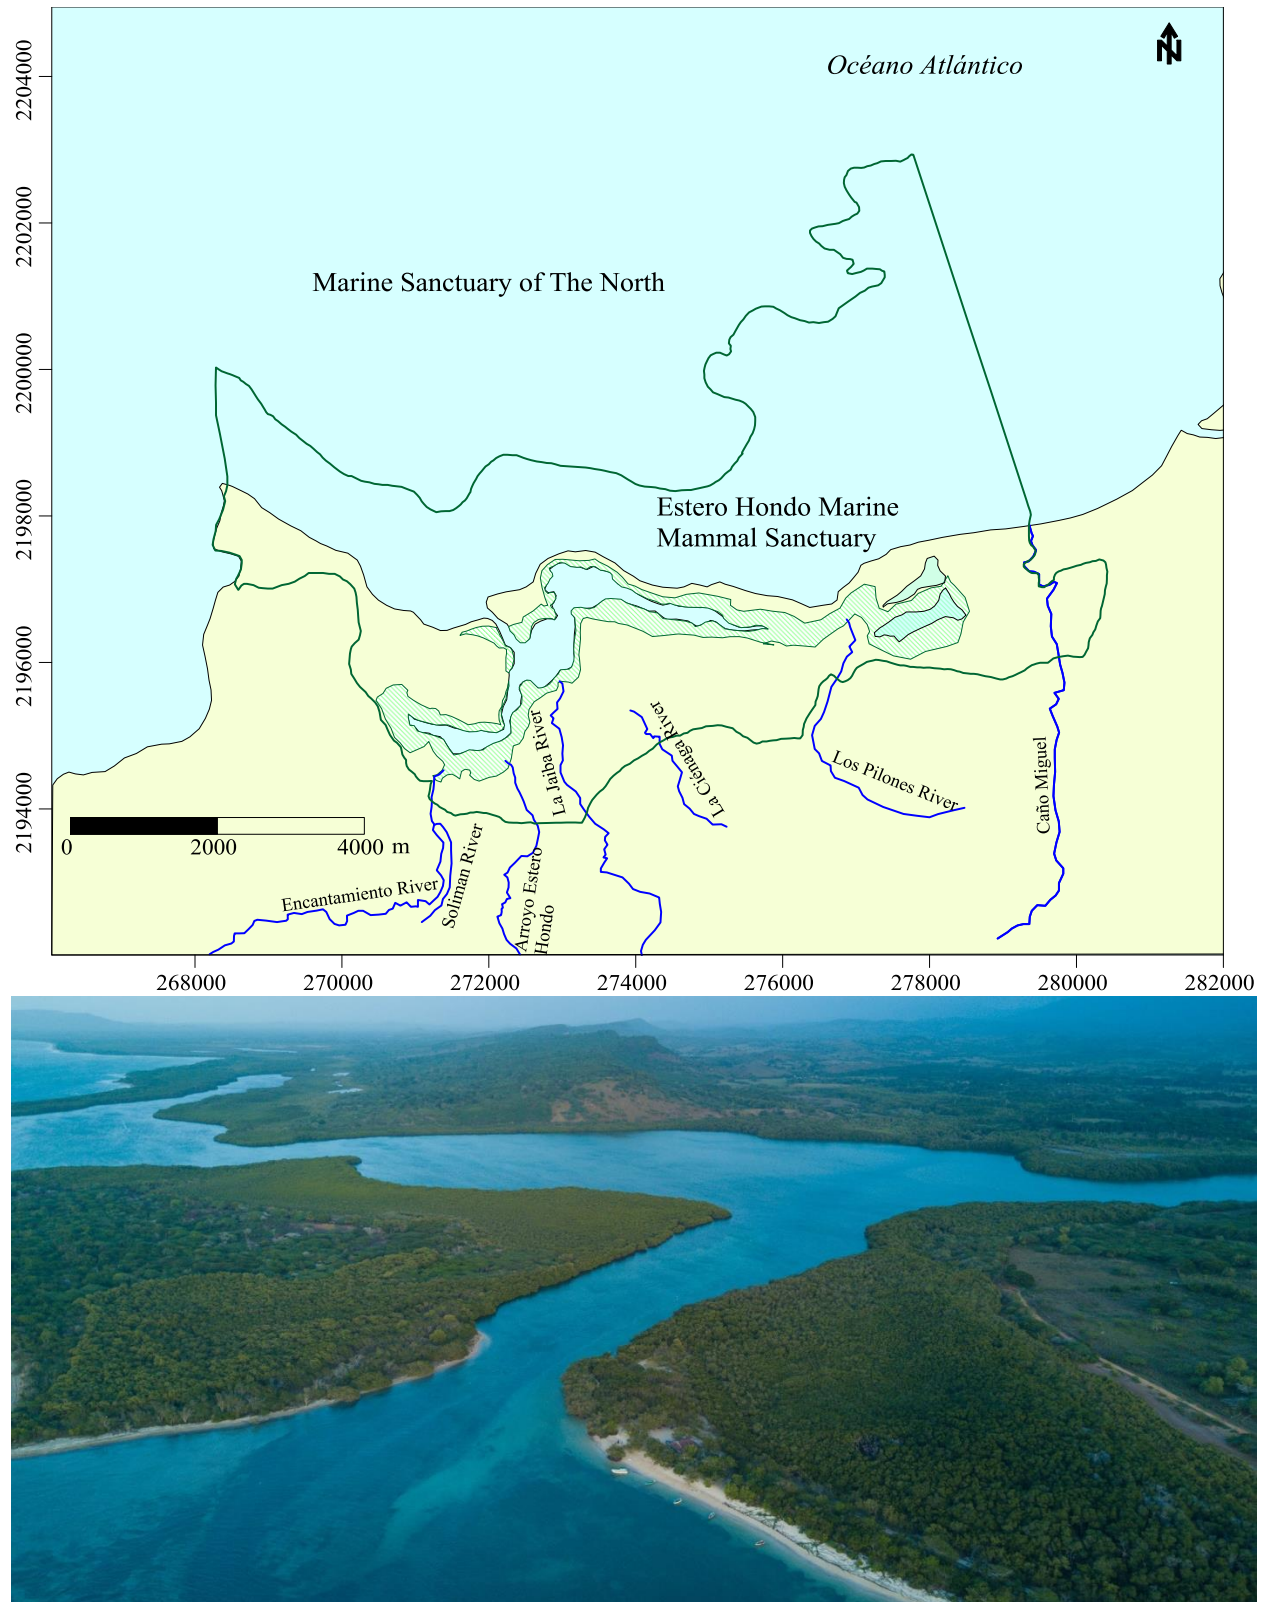 Océano Atlántico
N
Marine Sanctuary of The North
Estero Hondo Marine
Mammal Sanctuary
2204000
2202000
2200000
2198000
2196000
2194000
0 2000 4000 m
Encantamiento River
Soliman River
Arroyo Estero
Hondo
La Jaiba River
La Ciénaga River
Los Pilones River
Caño Miguel
268000 270000 272000 274000 276000 278000 280000 282000